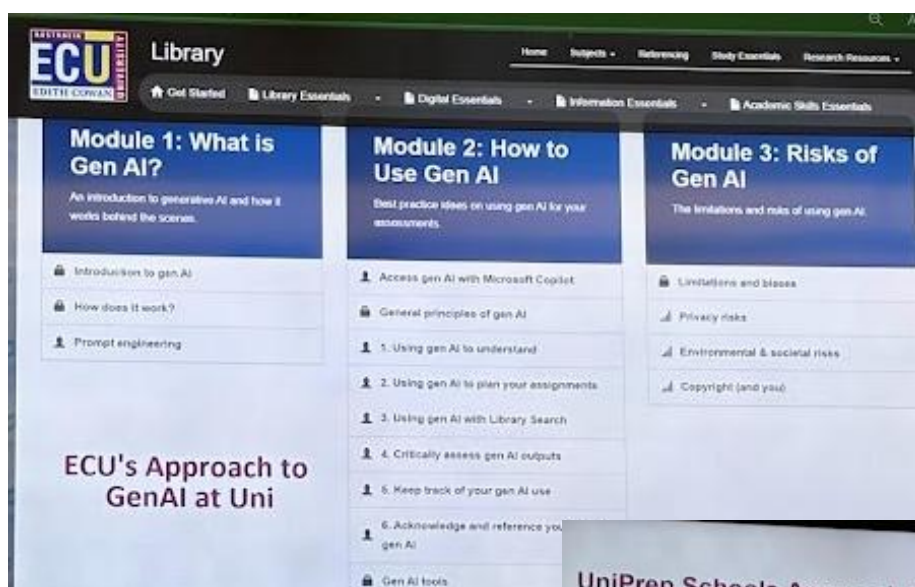 AUSTRALIA
ECU
EDITH COWAN
UNIVERSITY
Library
Home
Subjects
Referencing
Study Essentials
Research Resources
Get Started
Library Essentials
Digital Essentials
Information Essentials
Academic Skills Essentials
Module 1: What is
Gen AI?
An introduction to generative AI and how it
works behind the scenes.
Introduction to gen AI
How does it work?
Prompt engineering
Module 2: How to
Use Gen AI
Best practice ideas on using gen AI for your
assessments.
Access gen AI with Microsoft Copilot
General principles of gen AI
1. Using gen AI to understand
2. Using gen AI to plan your assignments
3. Using gen AI with Library Search
4. Critically assess gen AI outputs
5. Keep track of your gen AI use
6. Acknowledge and reference
gen AI
Gen AI tools
Module 3: Risks of
Gen AI
The limitations and risks of using gen AI.
Limitations and biases
Privacy risks
Environmental & societal risks
Copyright (and you)
ECU's Approach to
GenAI at Uni
UniPrep Schools